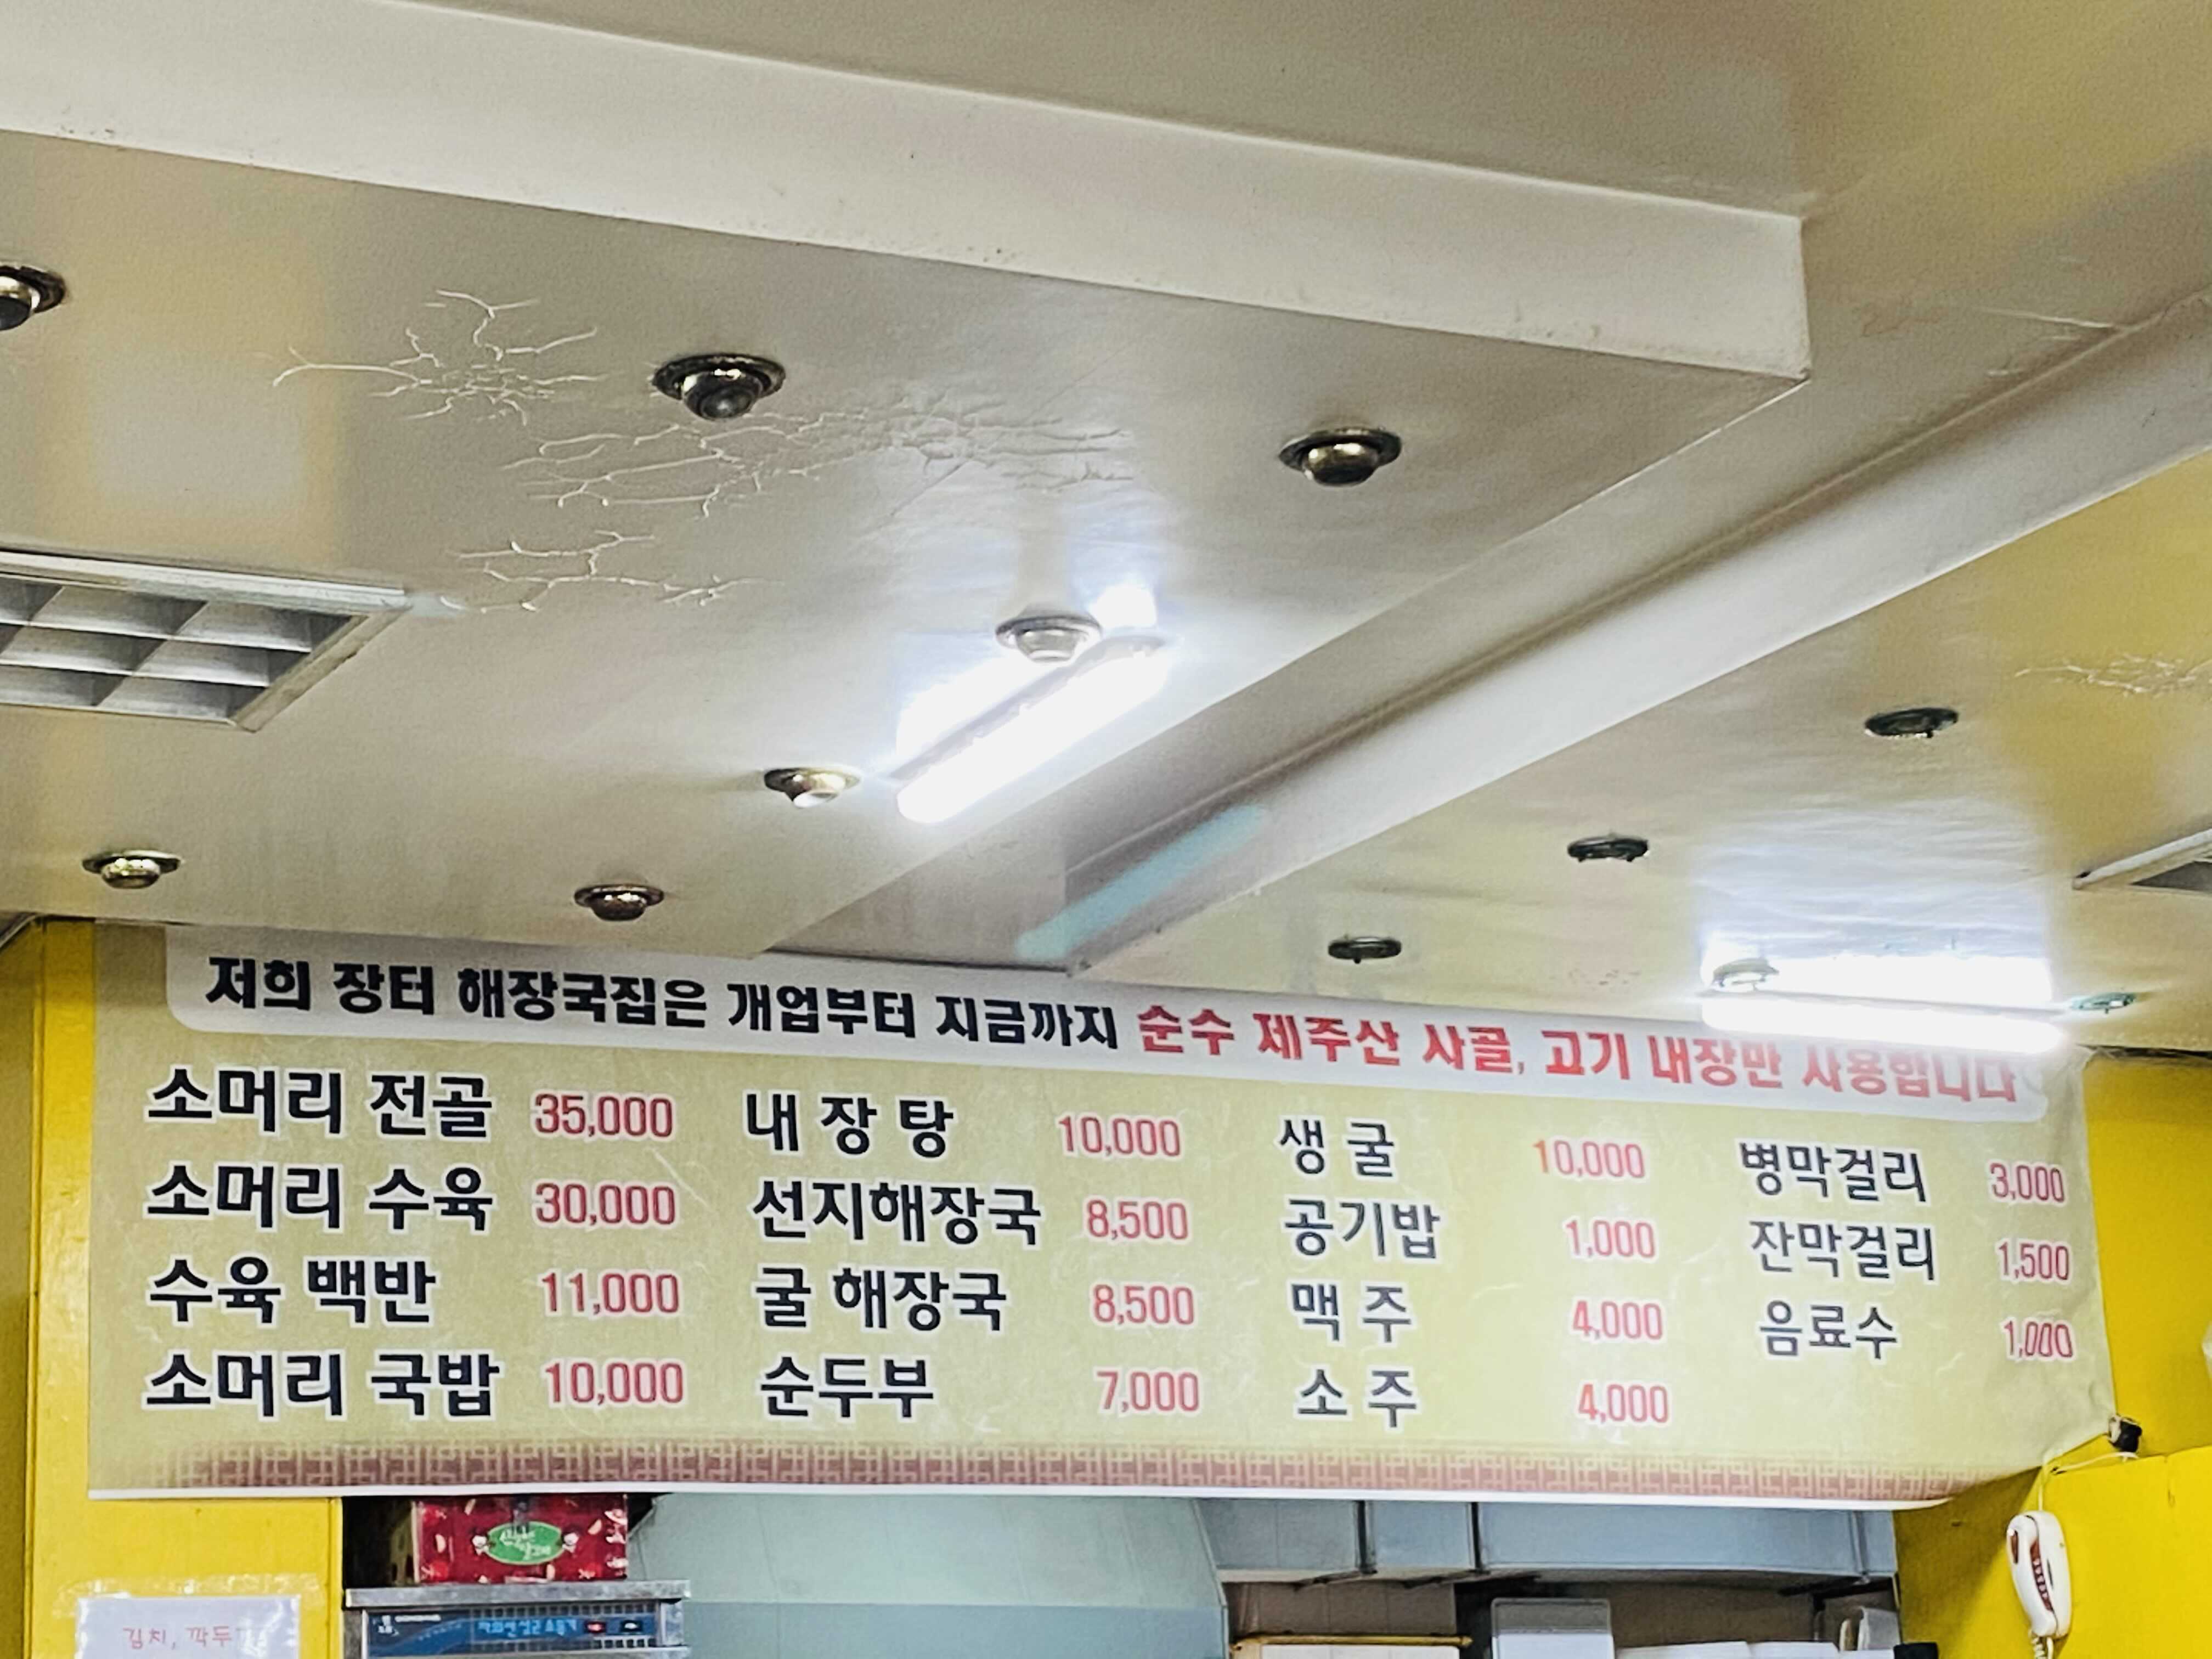 저희 장터 해장국집은 개업부터 지금까지 순수 제주산 사골, 고기 내장만 사용합니다
소머리 전골 35,000
소머리 수육 30,000
수육 백반 11,000
소머리 국밥 10,000
내 장 탕 10,000
선지해장국 8,500
굴 해장국 8,500
순두부 7,000
생 굴 10,000
공기밥 1,000
맥 주 4,000
소 주 4,000
병막걸리 3,000
잔막걸리 1,500
음료수 1,000
김치, 깍두